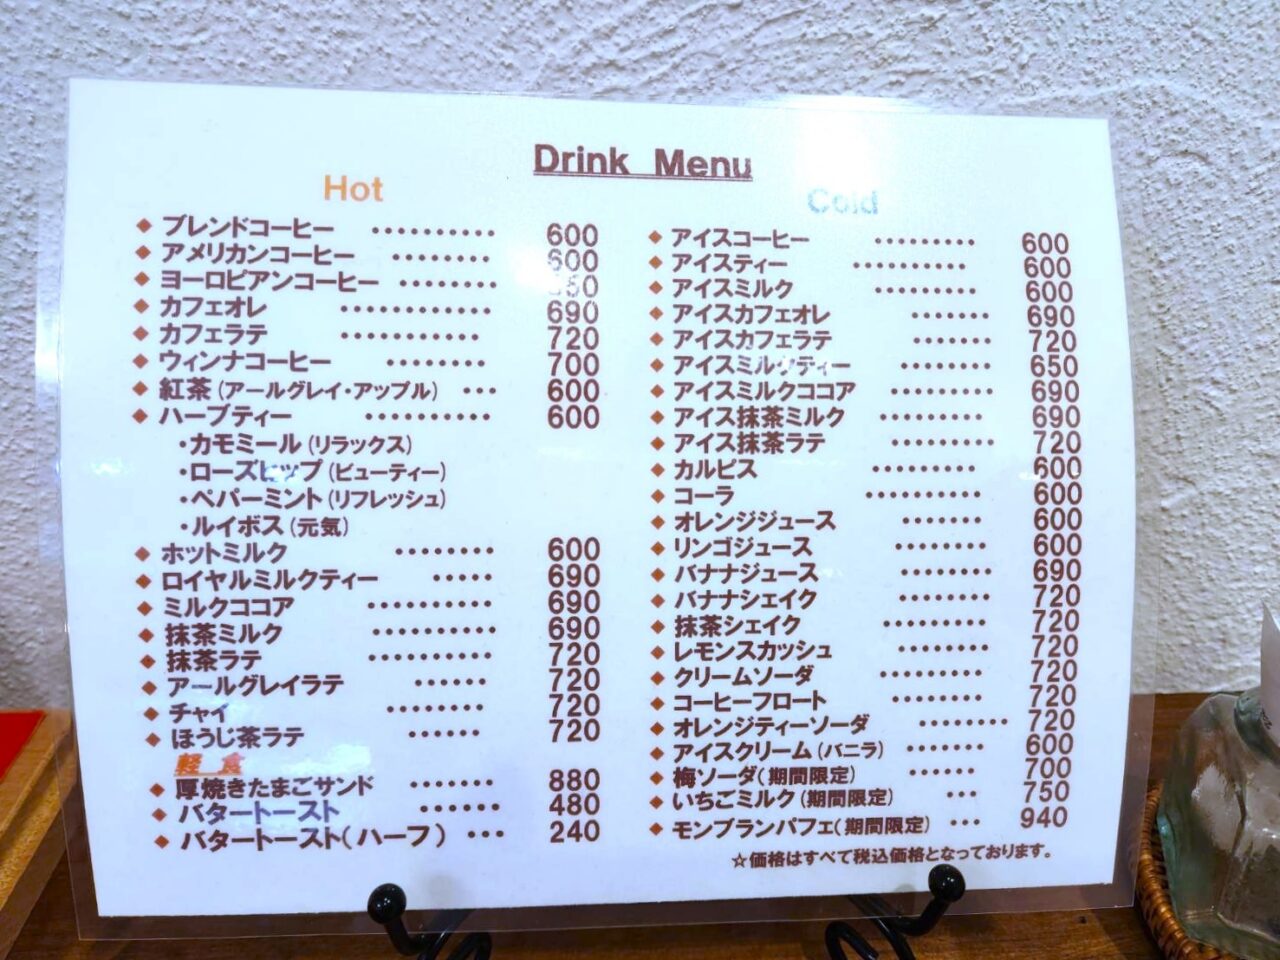 Drink Menu
Hot
◆ ブレンドコーヒー ・・・・・・・・・・ 600
◆ アメリカンコーヒー ・・・・・・・・ 600
◆ ヨーロピアンコーヒー ・・・・・・・・
◆ カフェオレ ・・・・・・・・・・・・ 690
◆ カフェラテ ・・・・・・・・・・・ 720
◆ ウィンナコーヒー ・・・・・・・・ 700
◆ 紅茶 (アールグレイ・アップル) ・・・ 600
◆ ハーブティー ・・・・・・・・・・ 600
・カモミール (リラックス)
・ローズヒップ (ビューティー)
・ペパーミント (リフレッシュ)
・ルイボス (元気)
◆ ホットミルク ・・・・・・・・ 600
◆ ロイヤルミルクティー ・・・・・ 690
◆ ミルクココア ・・・・・・・・・・ 690
◆ 抹茶ミルク ・・・・・・・・・・ 690
◆ 抹茶ラテ ・・・・・・・・・・ 720
◆ アールグレイラテ ・・・・・・ 720
◆ チャイ ・・・・・・・・ 720
◆ ほうじ茶ラテ ・・・・・・ 720
軽 食
◆ 厚焼きたまごサンド ・・・・・・・ 880
◆ バタートースト ・・・・・・・ 480
◆ バタートースト(ハーフ) ・・・ 240
Cold
◆ アイスコーヒー ・・・・・・・・・ 600
◆ アイスティー ・・・・・・・・・・ 600
◆ アイスミルク ・・・・・・・・・ 600
◆ アイスカフェオレ ・・・・・・・ 690
◆ アイスカフェラテ ・・・・・・・ 720
◆ アイスミルクティー ・・・・・・ 650
◆ アイスミルクココア ・・・・・・・・・ 690
◆ アイス抹茶ミルク ・・・・・・・・・ 690
◆ アイス抹茶ラテ ・・・・・・・・・ 720
◆ カルピス ・・・・・・・・・ 600
◆ コーラ ・・・・・・・・・・ 600
◆ オレンジジュース ・・・・・・・ 600
◆ リンゴジュース ・・・・・・・・ 600
◆ バナナジュース ・・・・・・・・ 690
◆ バナナシェイク ・・・・・・・・ 720
◆ 抹茶シェイク ・・・・・・・・・ 720
◆ レモンスカッシュ ・・・・・・・・ 720
◆ クリームソーダ ・・・・・・・・・ 720
◆ コーヒーフロート ・・・・・・・ 720
◆ オレンジティーソーダ ・・・・・・・・ 720
◆ アイスクリーム (バニラ) ・・・・・・・ 600
◆ 梅ソーダ(期間限定) ・・・・・・ 700
◆ いちごミルク (期間限定) ・・・ 750
◆ モンブランパフェ(期間限定) ・・・ 940
☆価格はすべて税込価格となっております。